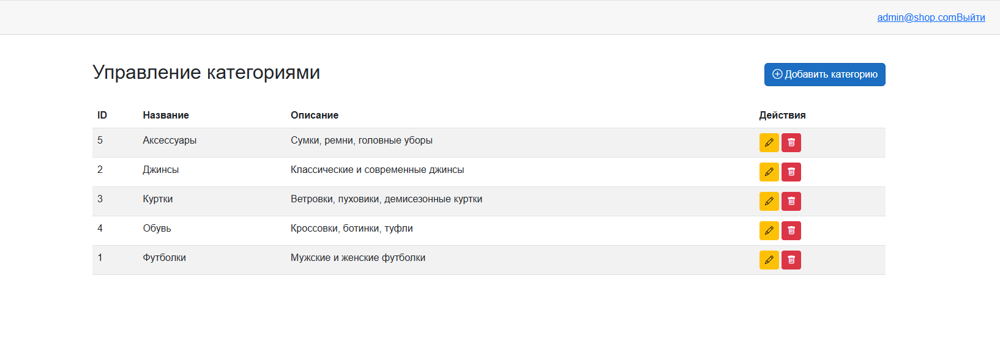 admin@shop.comВыйти
Управление категориями
Добавить категорию
ID Название Описание Действия
5 Аксессуары Сумки, ремни, головные уборы
2 Джинсы Классические и современные джинсы
3 Куртки Ветровки, пуховики, демисезонные куртки
4 Обувь Кроссовки, ботинки, туфли
1 Футболки Мужские и женские футболки